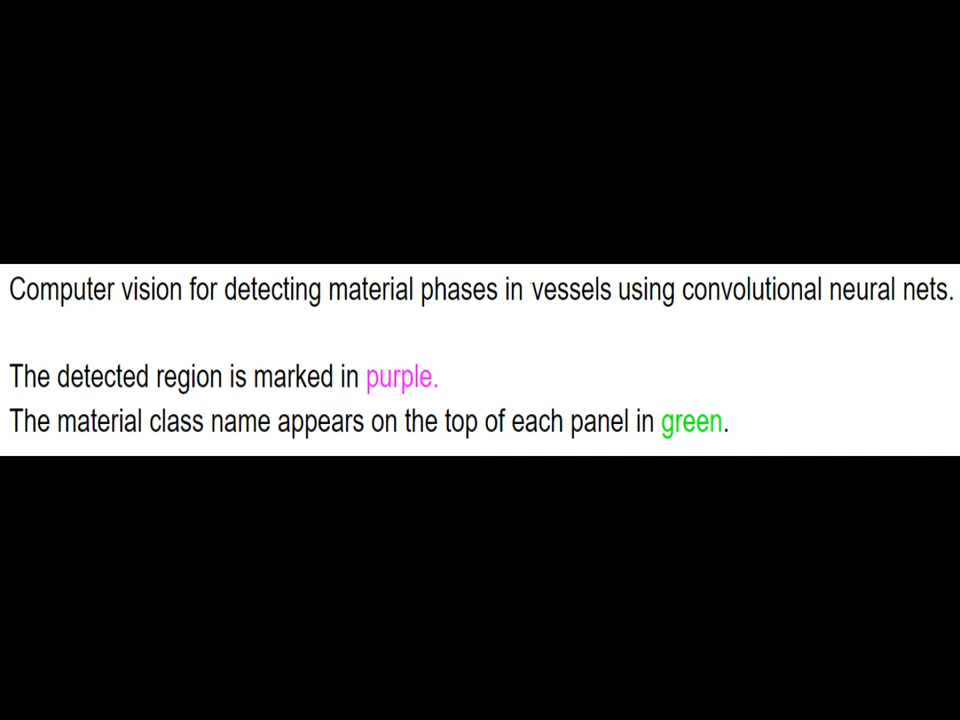 Computer vision for detecting material phases in vessels using convolutional neural nets.
The detected region is marked in purple.
The material class name appears on the top of each panel in green.